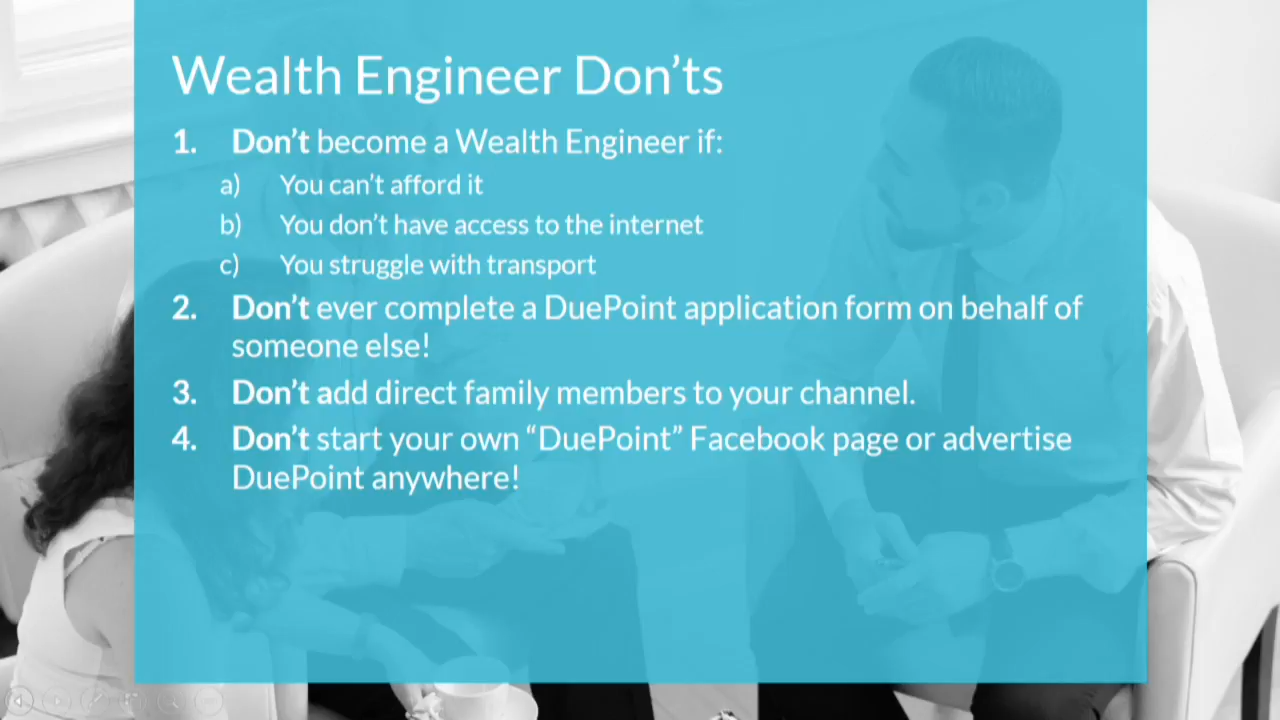 Wealth Engineer Don’ts
1. Don’t become a Wealth Engineer if:
a) You can’t afford it
b) You don’t have access to the internet
c) You struggle with transport
2. Don’t ever complete a DuePoint application form on behalf of
someone else!
3. Don’t add direct family members to your channel.
4. Don’t start your own “DuePoint” Facebook page or advertise
DuePoint anywhere!